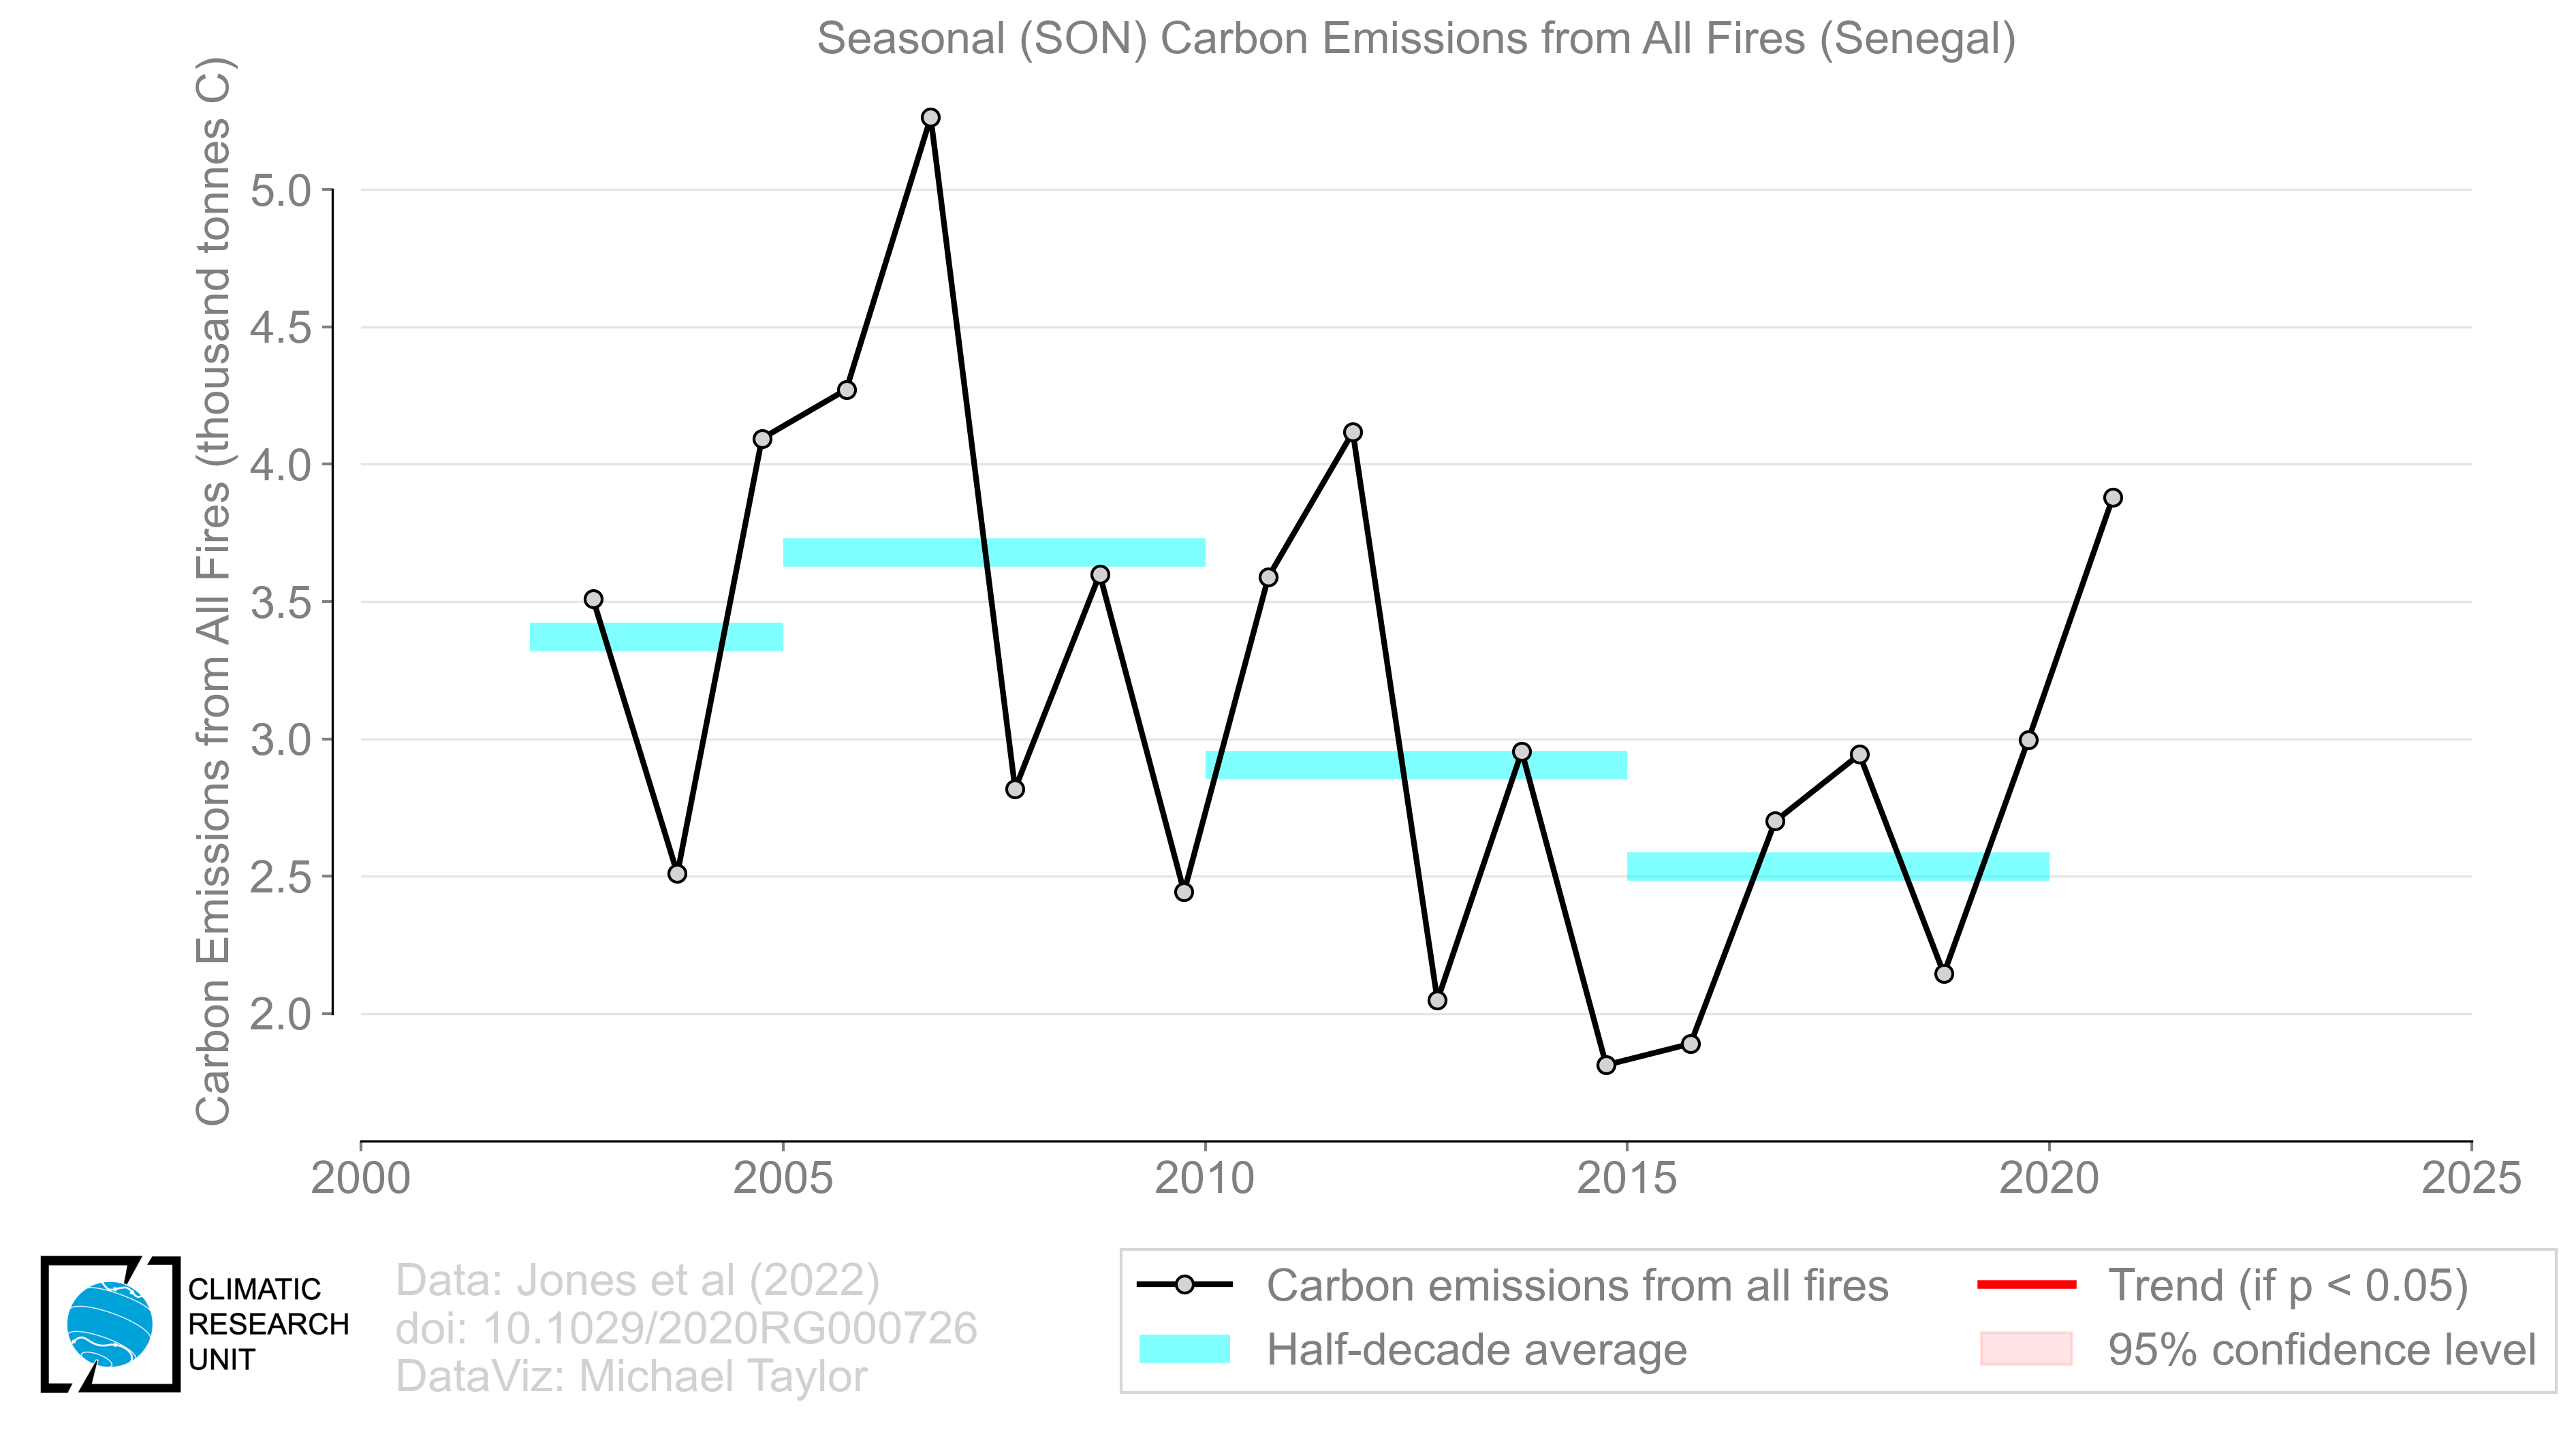 Seasonal (SON) Carbon Emissions from All Fires (Senegal)
Carbon Emissions from All Fires (thousand tonnes C)
5.0
4.5
4.0
3.5
3.0
2.5
2.0
2000 2005 2010 2015 2020 2025
CLIMATIC
RESEARCH
UNIT
Data: Jones et al (2022)
doi: 10.1029/2020RG000726
DataViz: Michael Taylor
Carbon emissions from all fires
Half-decade average
Trend (if p < 0.05)
95% confidence level